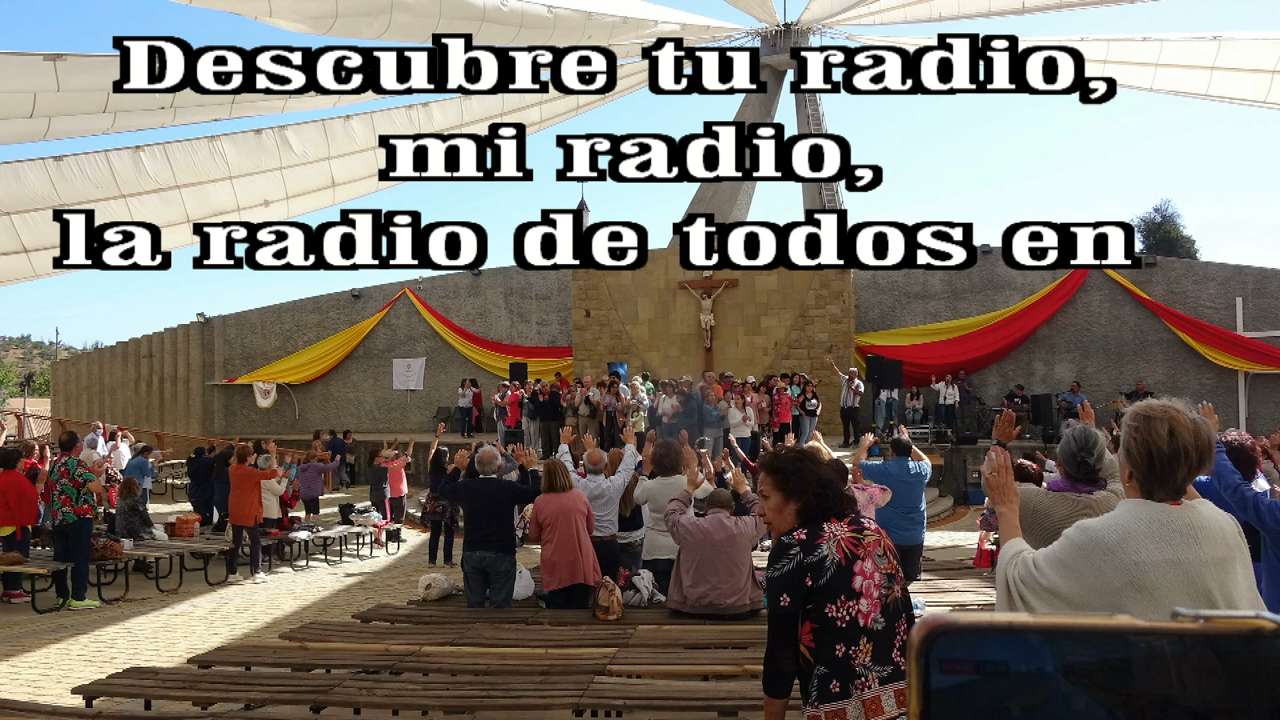 Descubre tu radio,
mi radio,
la radio de todos en